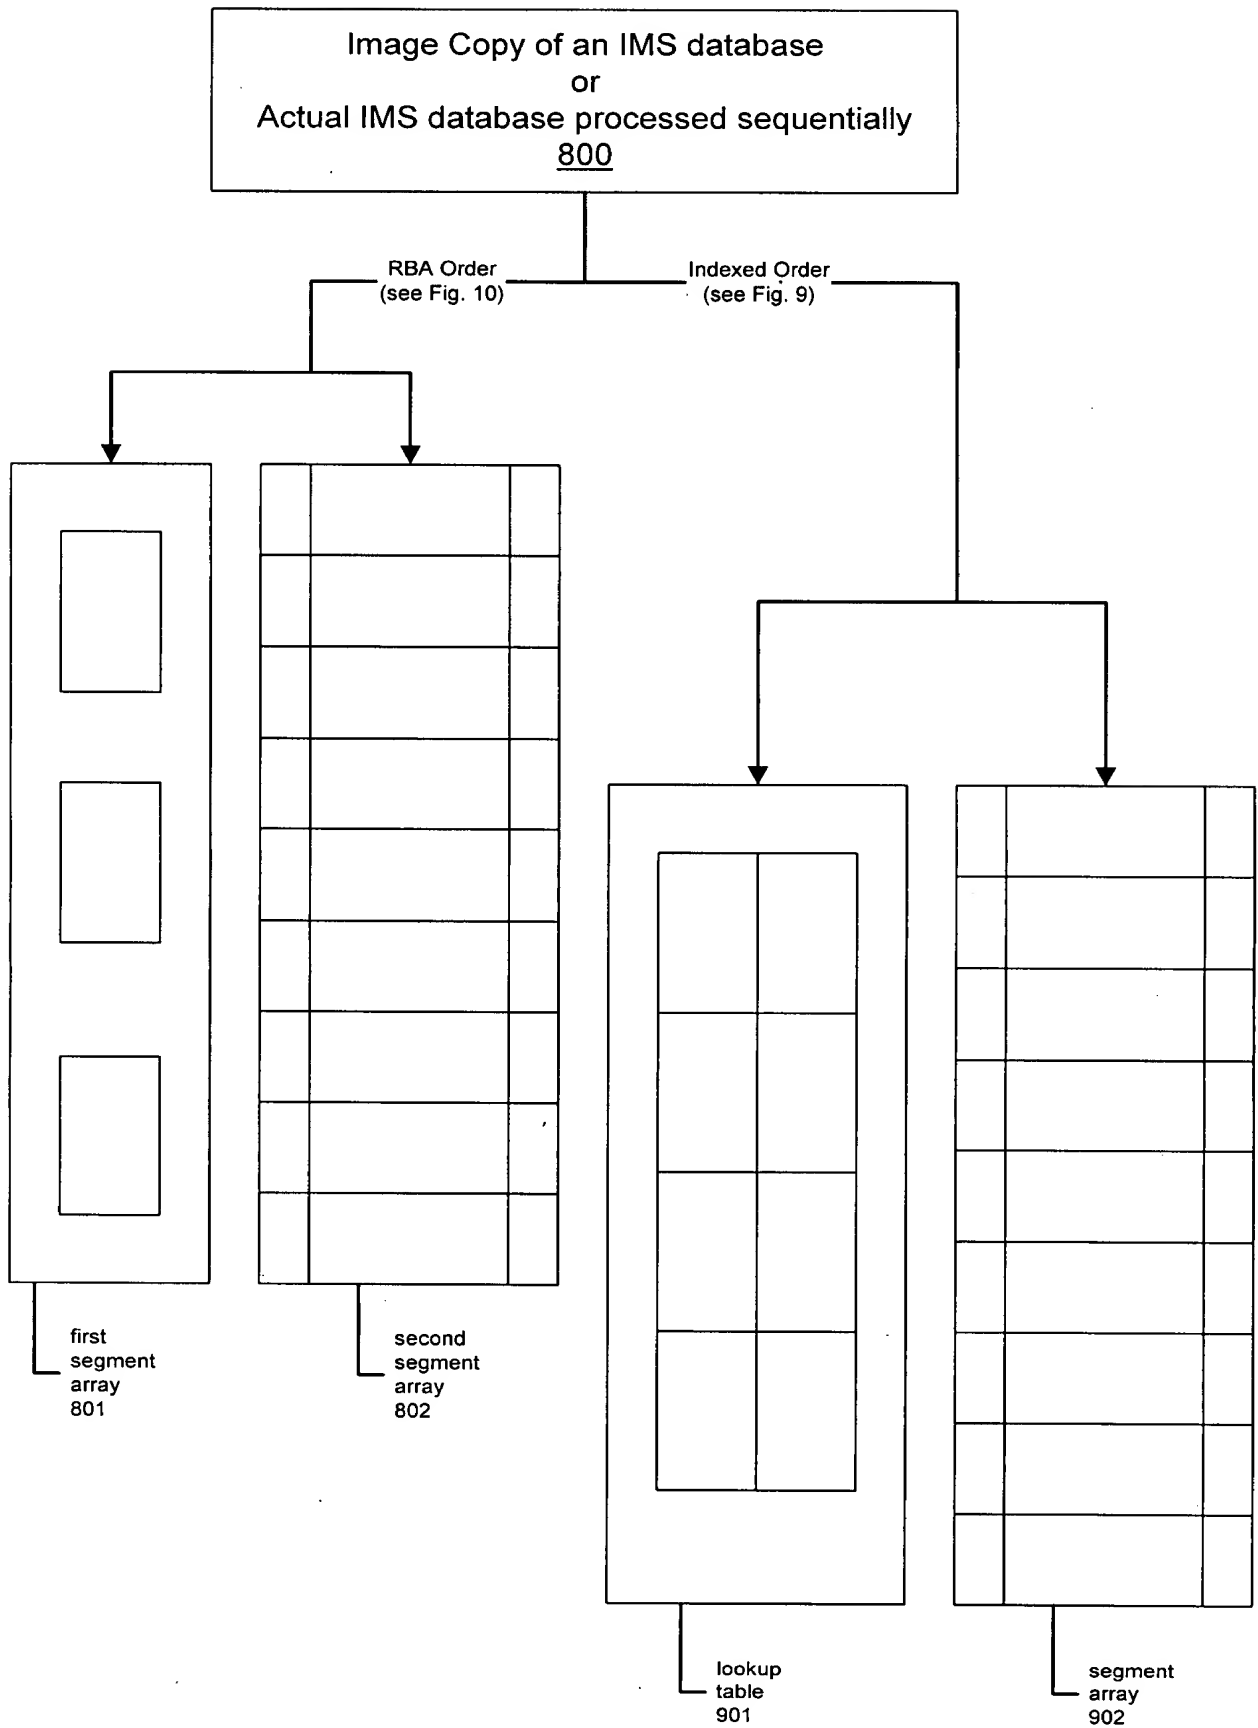 Image Copy of an IMS database
or
Actual IMS database processed sequentially
800
RBA Order
(see Fig. 10)
Indexed Order
(see Fig. 9)
first
segment
array
801
second
segment
array
802
lookup
table
901
segment
array
902